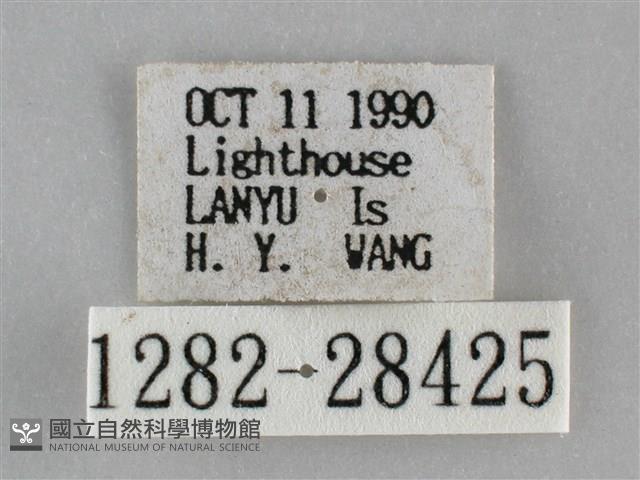 OCT 11 1990
Lighthouse
LANYU Is
H. Y. WANG
1282-28425
國立自然科學博物館
NATIONAL MUSEUM OF NATURAL SCIENCE